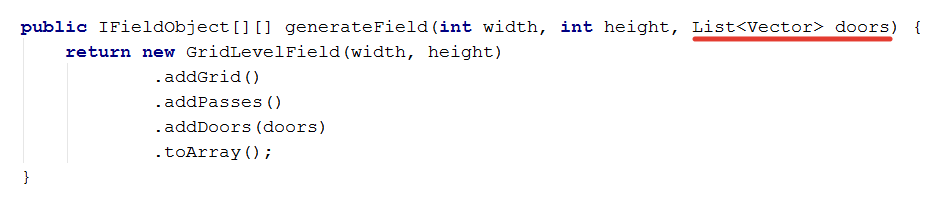 public IFieldObject[][] generateField(int width, int height, List<Vector> doors) {
return new GridLevelField(width, height)
.addGrid()
.addPasses()
.addDoors(doors)
.toArray();
}